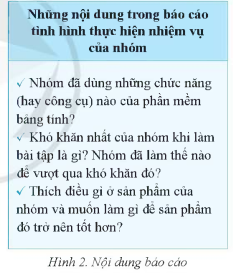 Những nội dung trong báo cáo
tình hình thực hiện nhiệm vụ
của nhóm
✓ Nhóm đã dùng những chức năng
(hay công cụ) nào của phần mềm
bảng tính?
✓ Khó khăn nhất của nhóm khi làm
bài tập là gì? Nhóm đã làm thế nào
để vượt qua khó khăn đó?
✓ Thích điều gì ở sản phẩm của
nhóm và muốn làm gì để sản phẩm
đó trở nên tốt hơn?
Hình 2. Nội dung báo cáo